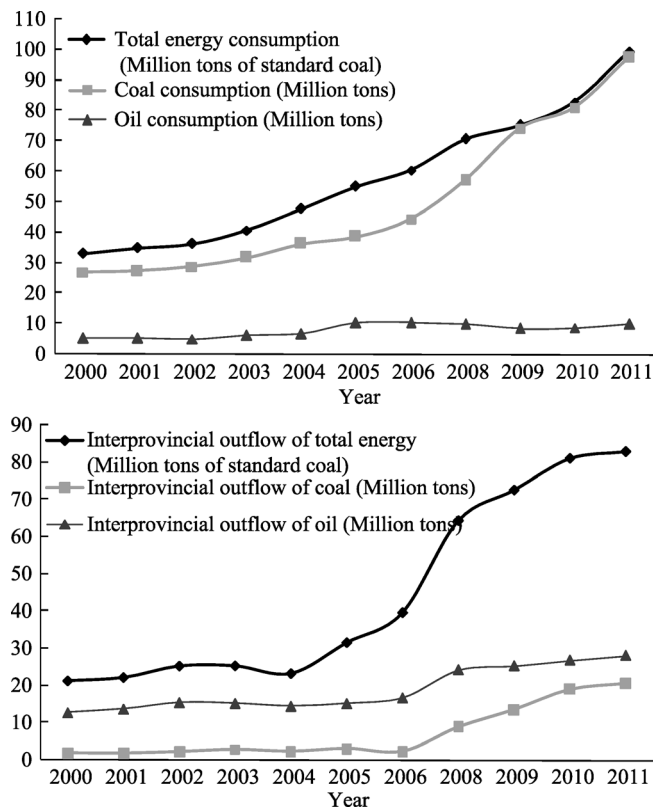 110
100
90
80
70
60
50
40
30
20
10
0
Total energy consumption
(Million tons of standard coal)
Coal consumption (Million tons)
Oil consumption (Million tons)
2000 2001 2002 2003 2004 2005 2006 2008 2009 2010 2011
Year
90
80
70
60
50
40
30
20
10
0
Interprovincial outflow of total energy
(Million tons of standard coal)
Interprovincial outflow of coal (Million tons)
Interprovincial outflow of oil (Million tons)
2000 2001 2002 2003 2004 2005 2006 2008 2009 2010 2011
Year